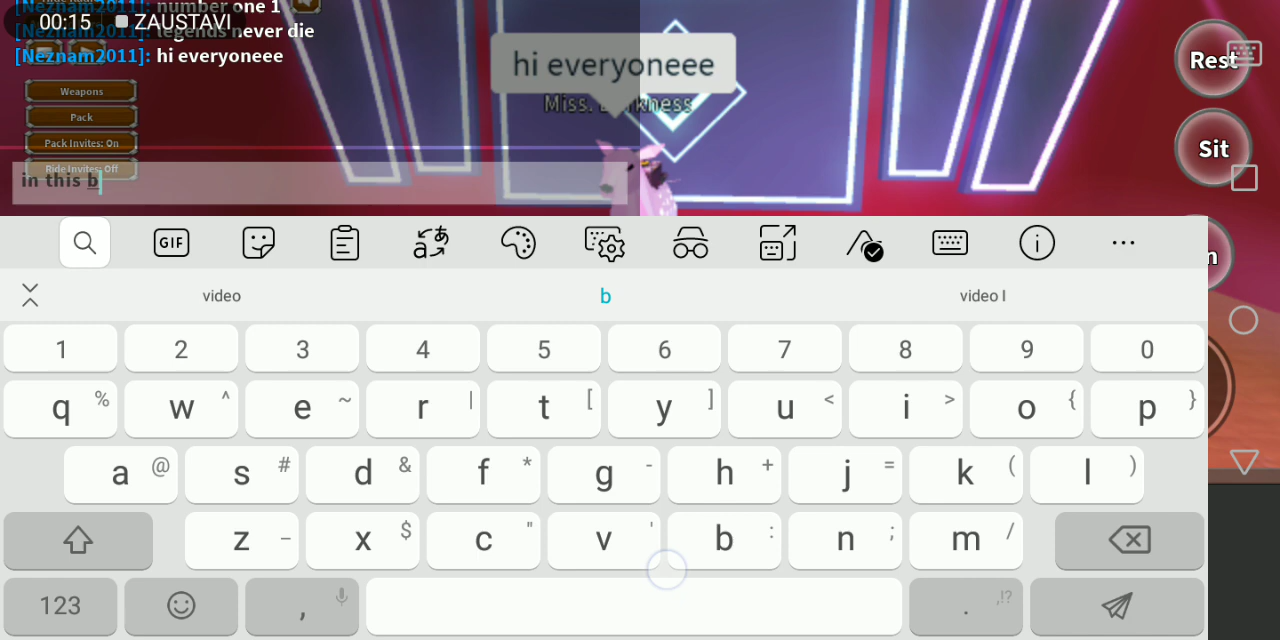 [Neznam2011]: number one 1
00:15 ZAUSTAVI
[Neznam2011]: legends never die
[Neznam2011]: hi everyoneee
hi everyoneee
Weapons
Pack
Pack Invites: On
Ride Invites: Off
in this b
Rest
Sit
GIF
video b video I
1 2 3 4 5 6 7 8 9 0
q % w ^ e ~ r | t [ y ] u < i > o { p }
a @ s # d & f * g - h + j = k ( l )
z _ x $ c " v ' b : n ; m /
123 , . ,!?